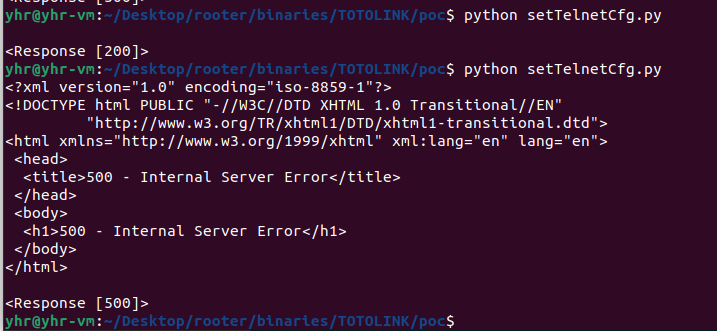 <Response [500]>
yhr@yhr-vm:~/Desktop/rooter/binaries/TOTOLINK/poc$ python setTelnetCfg.py

<Response [200]>
yhr@yhr-vm:~/Desktop/rooter/binaries/TOTOLINK/poc$ python setTelnetCfg.py
<?xml version="1.0" encoding="iso-8859-1"?>
<!DOCTYPE html PUBLIC "-//W3C//DTD XHTML 1.0 Transitional//EN"
         "http://www.w3.org/TR/xhtml1/DTD/xhtml1-transitional.dtd">
<html xmlns="http://www.w3.org/1999/xhtml" xml:lang="en" lang="en">
 <head>
  <title>500 - Internal Server Error</title>
 </head>
 <body>
  <h1>500 - Internal Server Error</h1>
 </body>
</html>

<Response [500]>
yhr@yhr-vm:~/Desktop/rooter/binaries/TOTOLINK/poc$